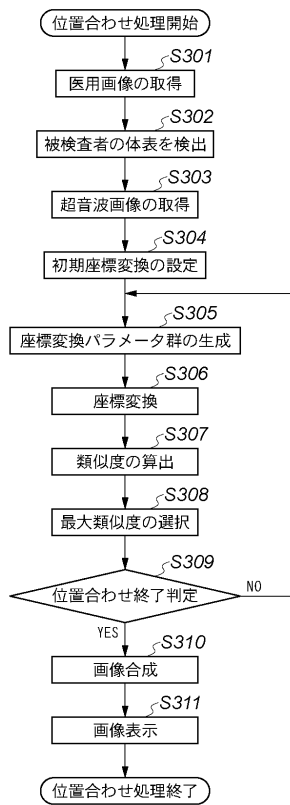 位置合わせ処理開始
S301
医用画像の取得
S302
被検査者の体表を検出
S303
超音波画像の取得
S304
初期座標変換の設定
S305
座標変換パラメータ群の生成
S306
座標変換
S307
類似度の算出
S308
最大類似度の選択
S309
位置合わせ終了判定
NO
YES
S310
画像合成
S311
画像表示
位置合わせ処理終了